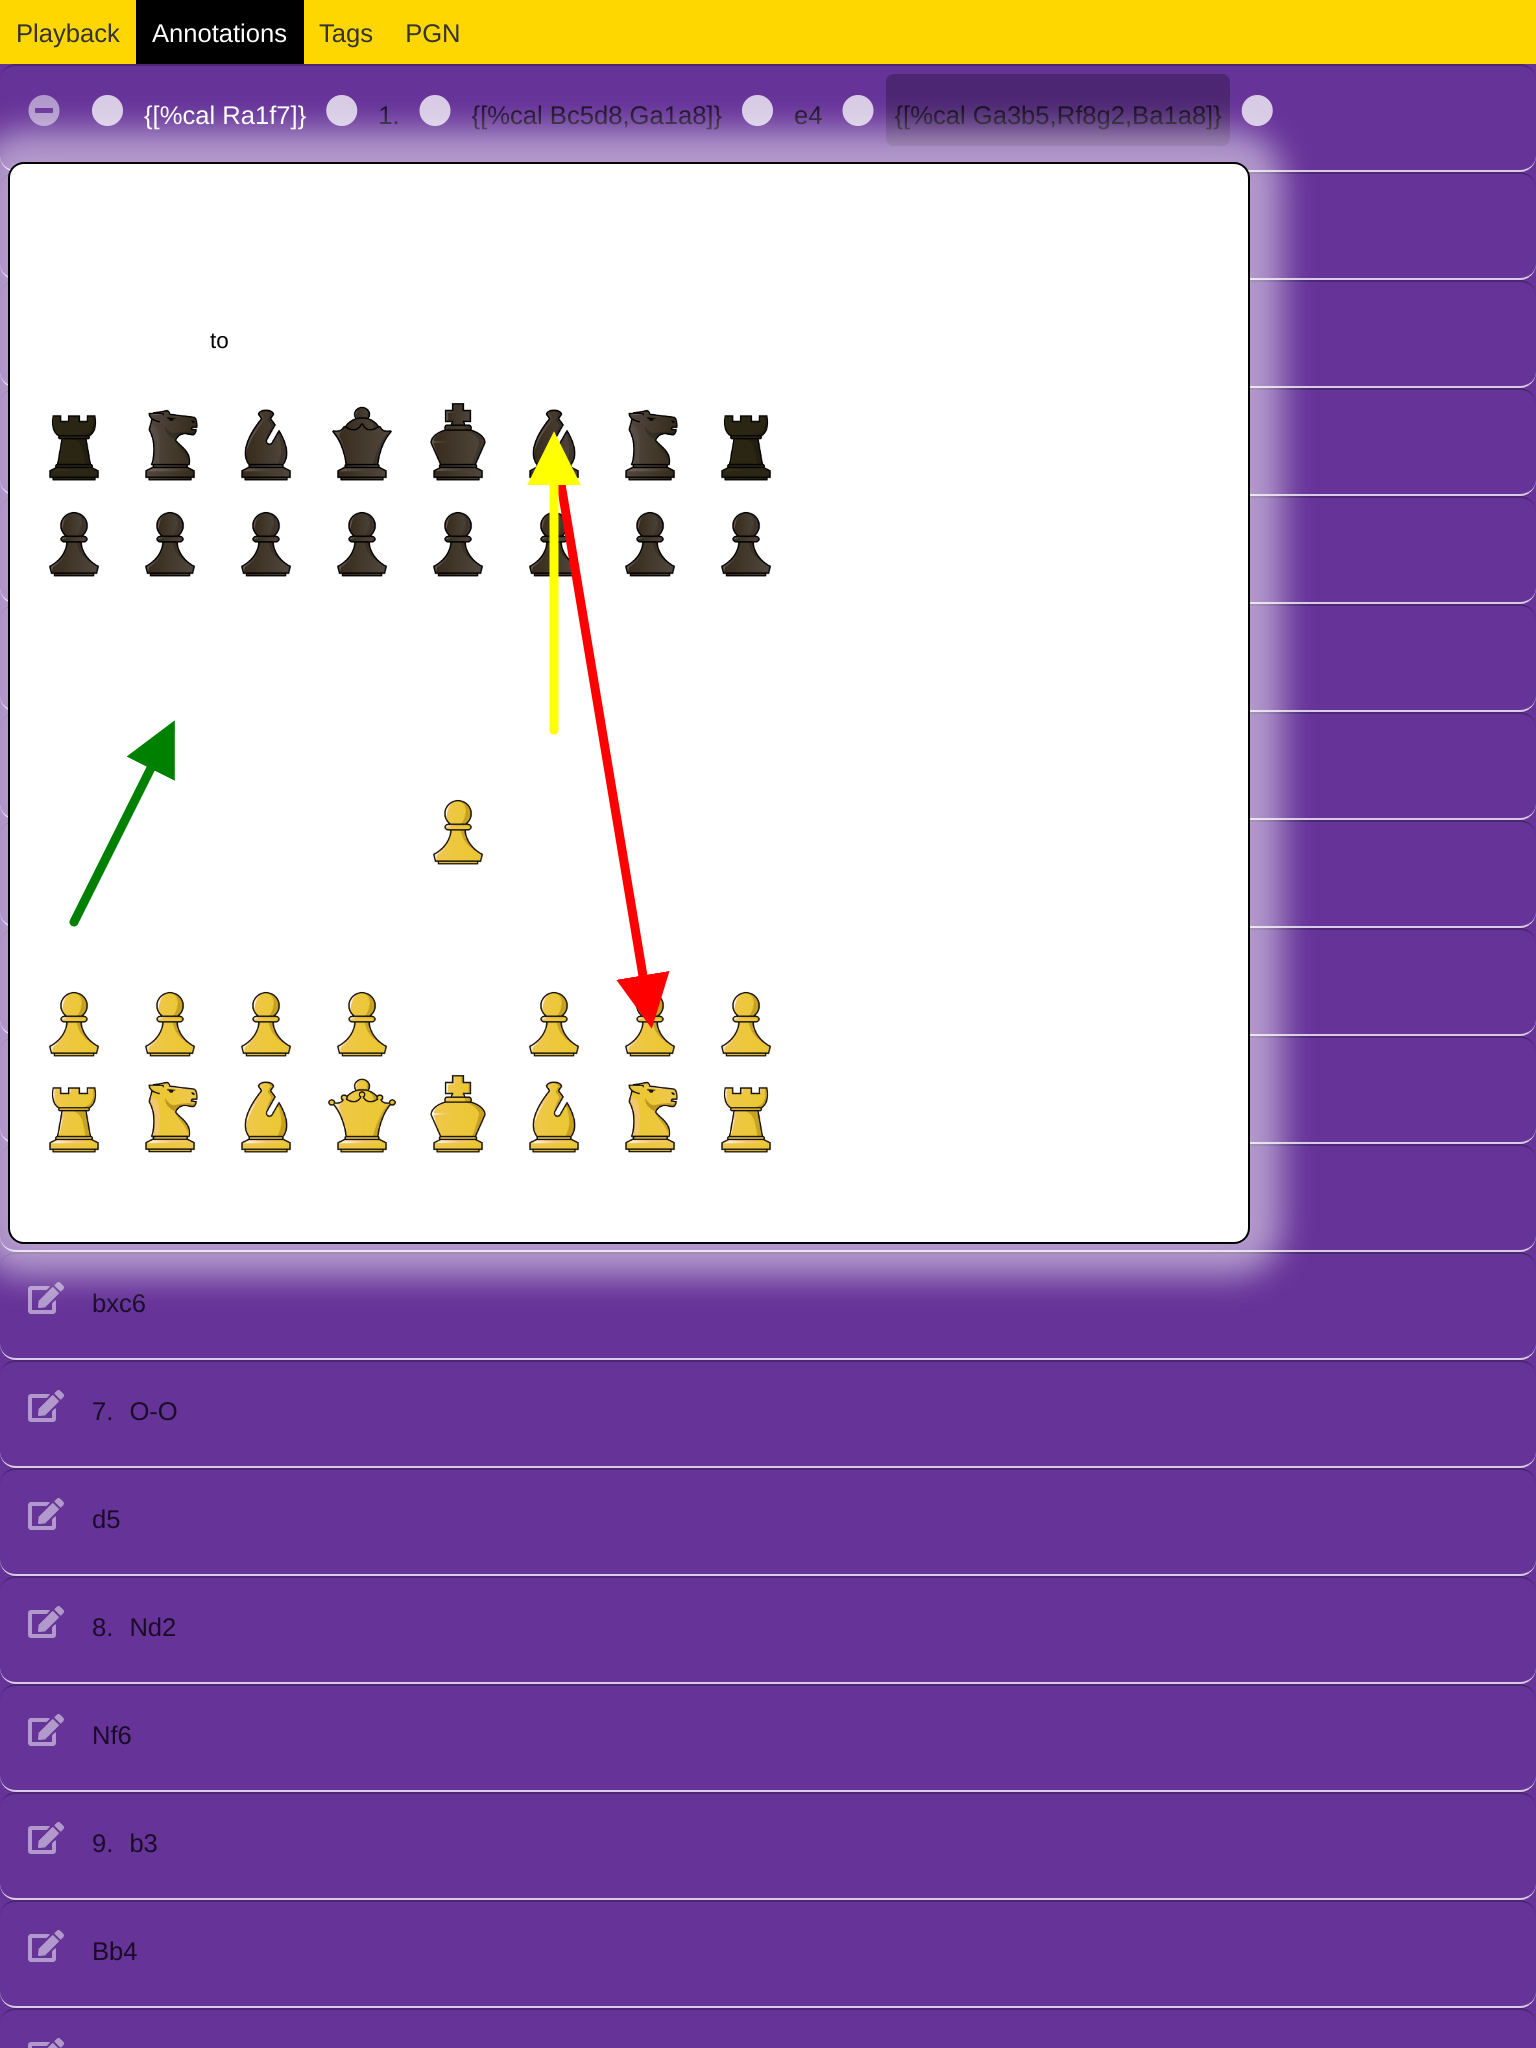 Playback Annotations Tags PGN
{[%cal Ra1f7]} 1. {[%cal Bc5d8,Ga1a8]} e4 {[%cal Ga3b5,Rf8g2,Ba1a8]}
to
bxc6
7. O-O
d5
8. Nd2
Nf6
9. b3
Bb4